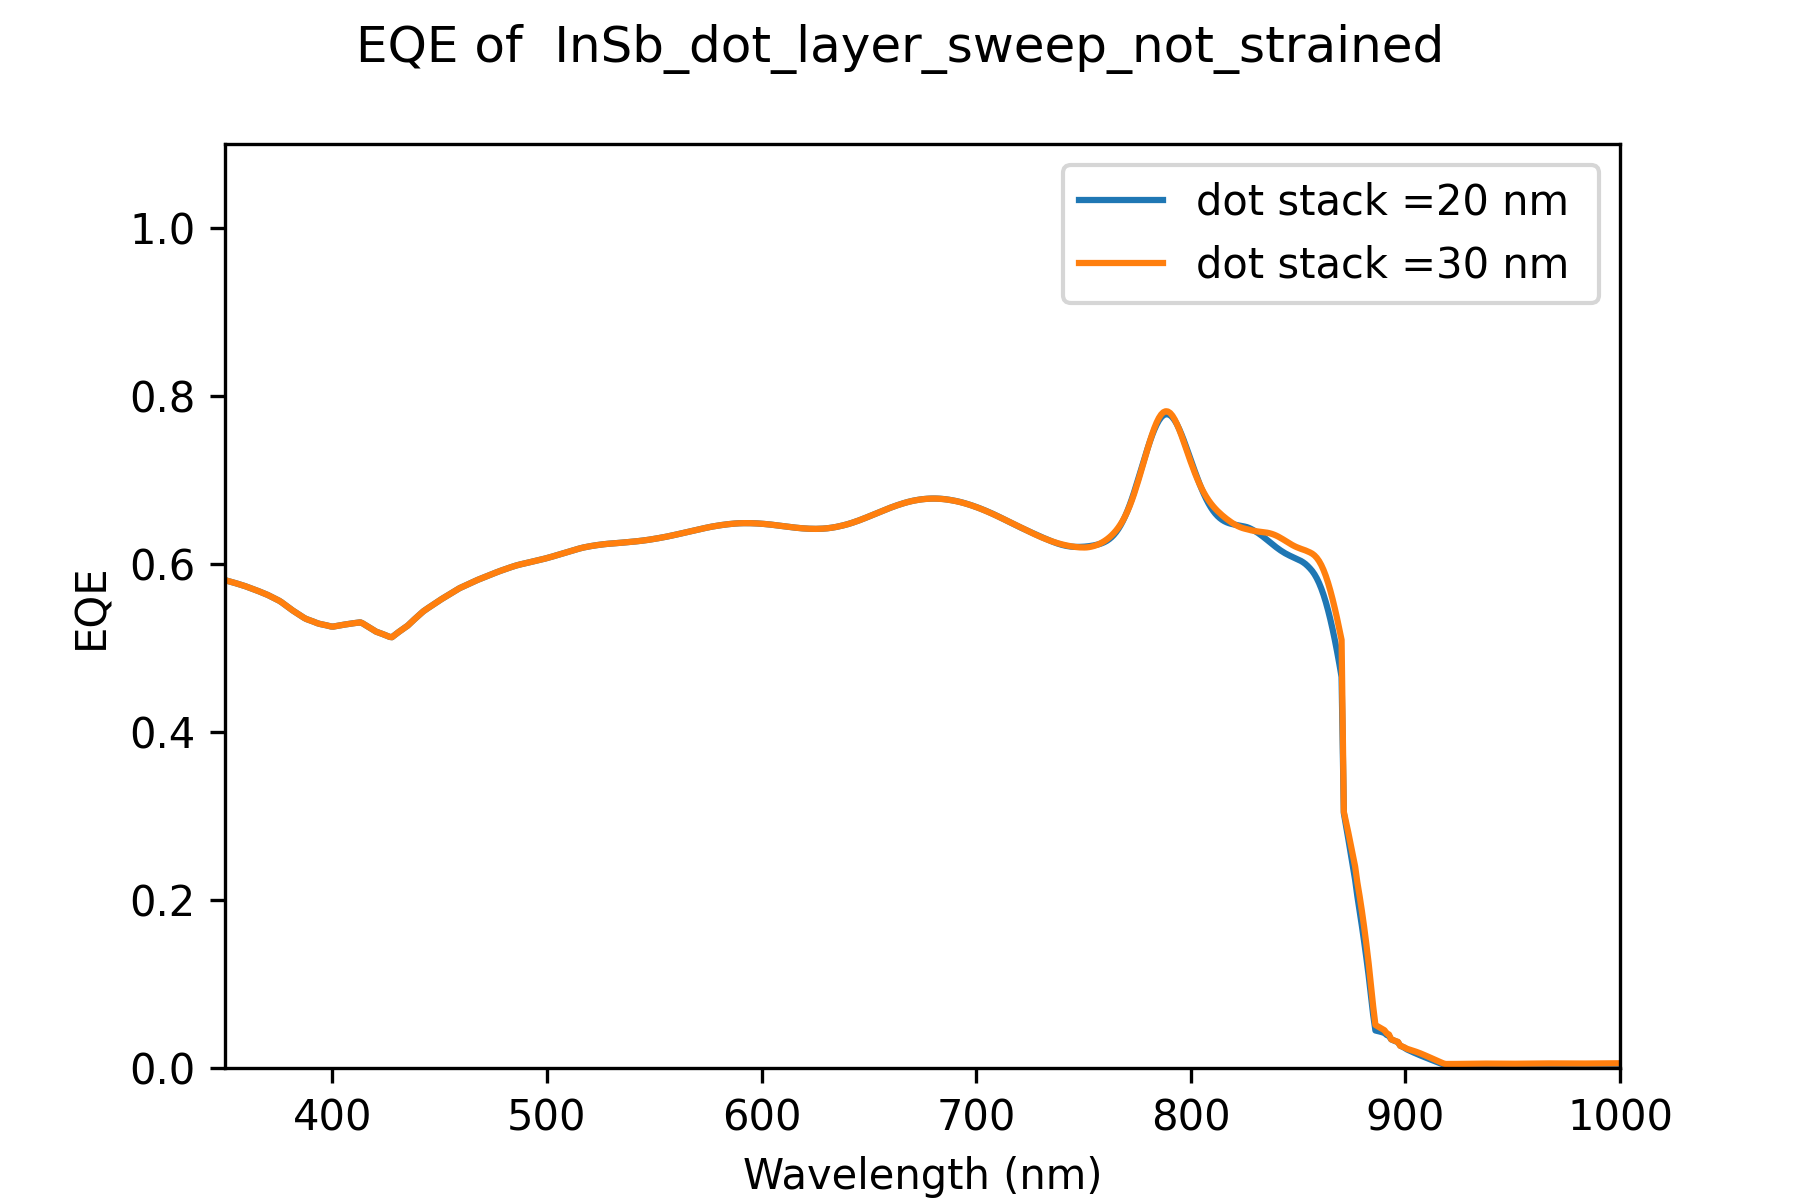 EQE of  InSb_dot_layer_sweep_not_strained
dot stack =20 nm
dot stack =30 nm
EQE
1.0
0.8
0.6
0.4
0.2
0.0
400 500 600 700 800 900 1000
Wavelength (nm)